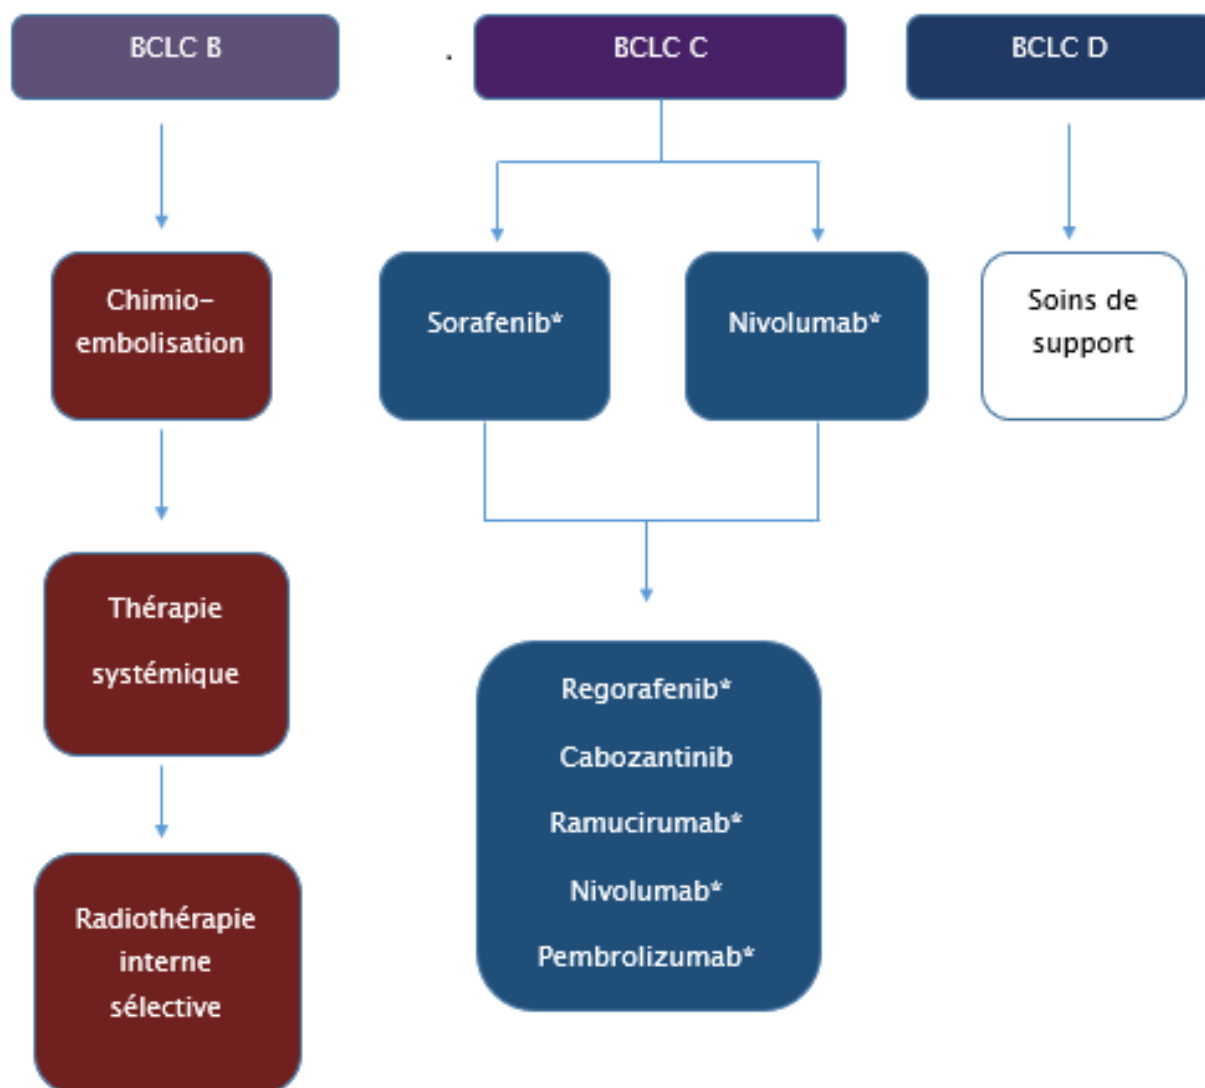 BCLC B
.
BCLC C
BCLC D
Chimio-
embolisation
Sorafenib*
Nivolumab*
Soins de
support
Thérapie
systémique
Regorafenib*
Cabozantinib
Ramucirumab*
Nivolumab*
Pembrolizumab*
Radiothérapie
interne
sélective